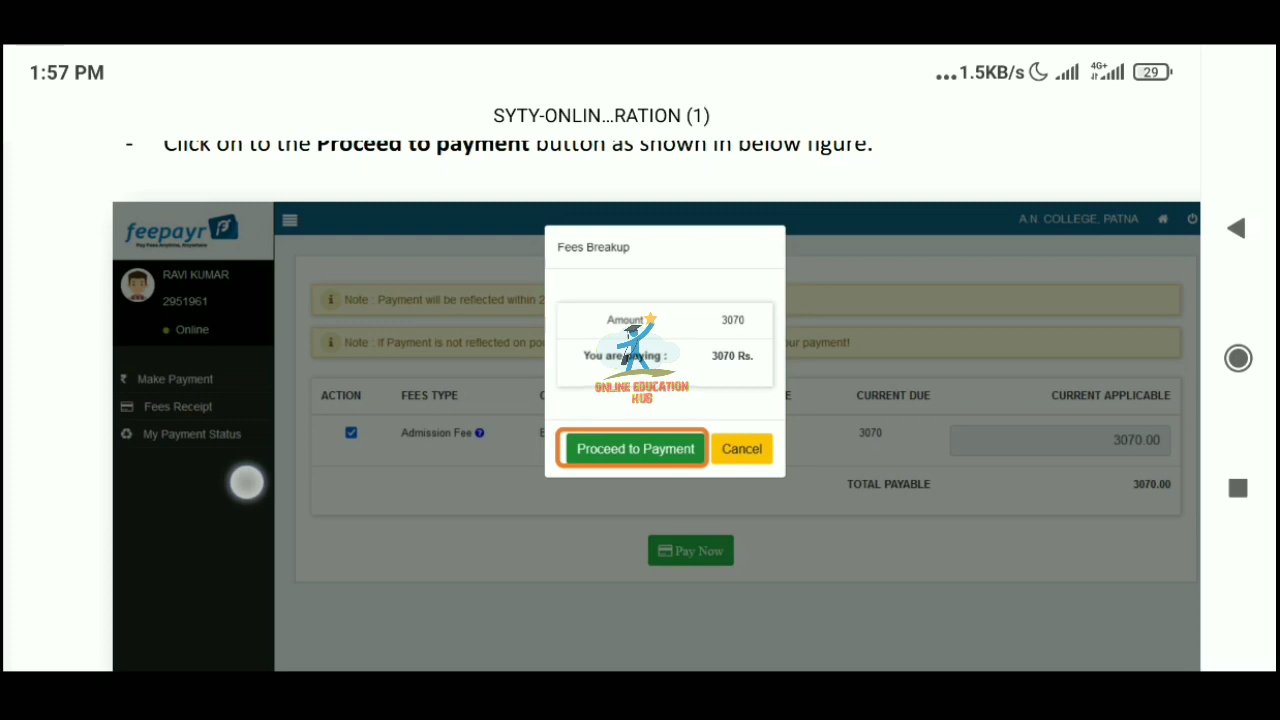 1:57 PM
...1.5KB/s
4G+
29
SYTY-ONLIN...RATION (1)
- Click on to the Proceed to payment button as shown in below figure.
feepayr
Pay Fees Anytime, Anywhere
A.N. COLLEGE, PATNA
RAVI KUMAR
2951961
Online
Make Payment
Fees Receipt
My Payment Status
Fees Breakup
Note : Payment will be reflected within 2
Amount 3070
Note : If Payment is not reflected on
our payment!
You are paying : 3070 Rs.
ONLINE EDUCATION
HUB
ACTION FEES TYPE CURRENT DUE CURRENT APPLICABLE
Admission Fee 3070 3070.00
Proceed to Payment Cancel
TOTAL PAYABLE 3070.00
Pay Now